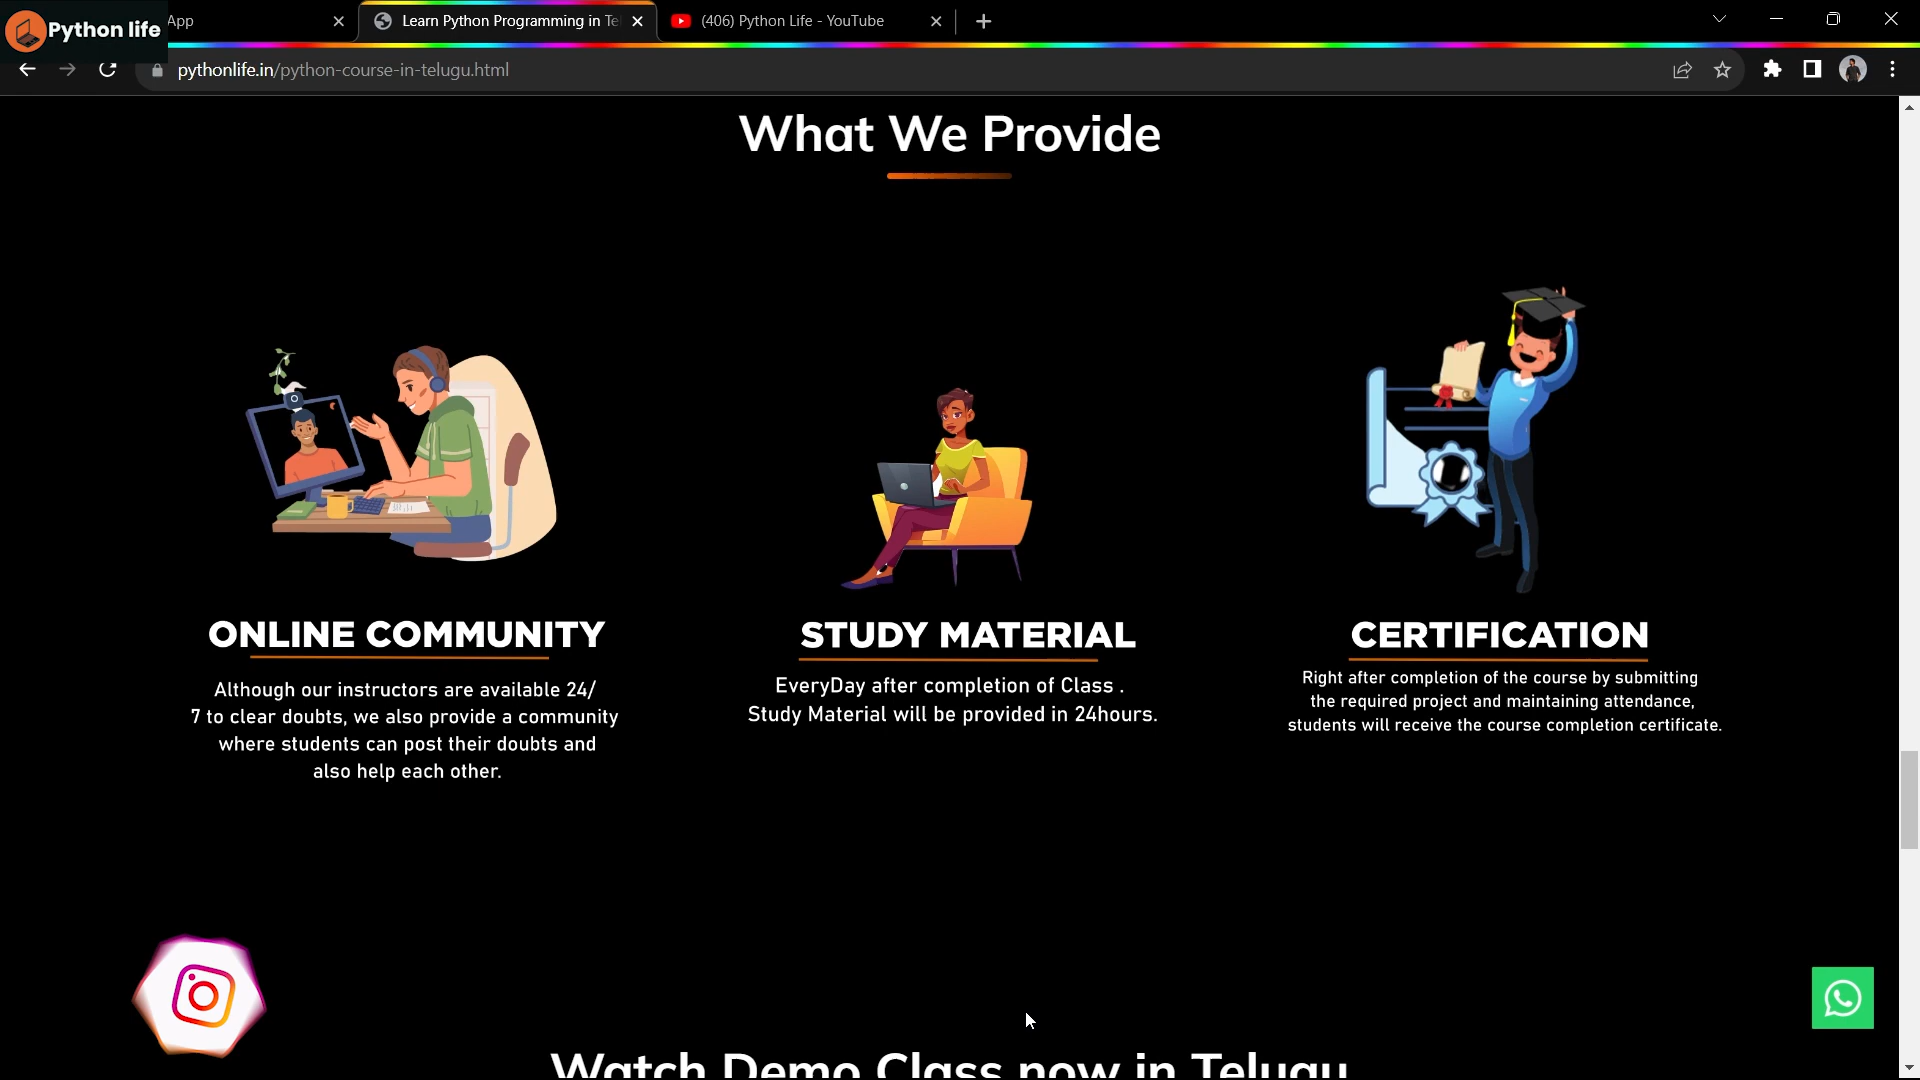 Python life
App
Learn Python Programming in Te
(406) Python Life - YouTube
pythonlife.in/python-course-in-telugu.html
What We Provide
ONLINE COMMUNITY
Although our instructors are available 24/
7 to clear doubts, we also provide a community
where students can post their doubts and
also help each other.
STUDY MATERIAL
EveryDay after completion of Class .
Study Material will be provided in 24hours.
CERTIFICATION
Right after completion of the course by submitting
the required project and maintaining attendance,
students will receive the course completion certificate.
Watch Demo Class now in Telugu